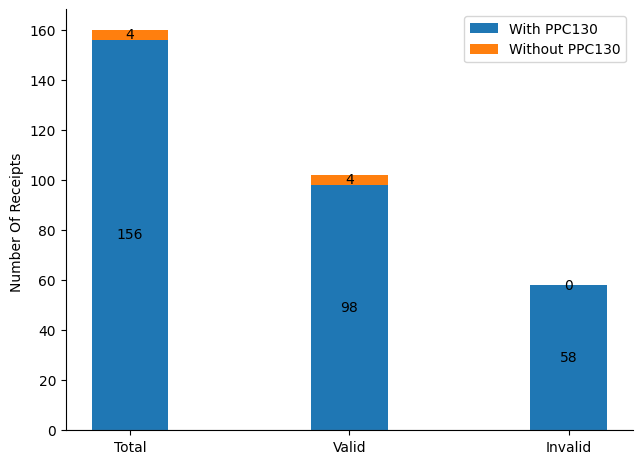 With PPC130
Without PPC130
Number Of Receipts
160
140
120
100
80
60
40
20
0
4
156
4
98
0
58
Total
Valid
Invalid